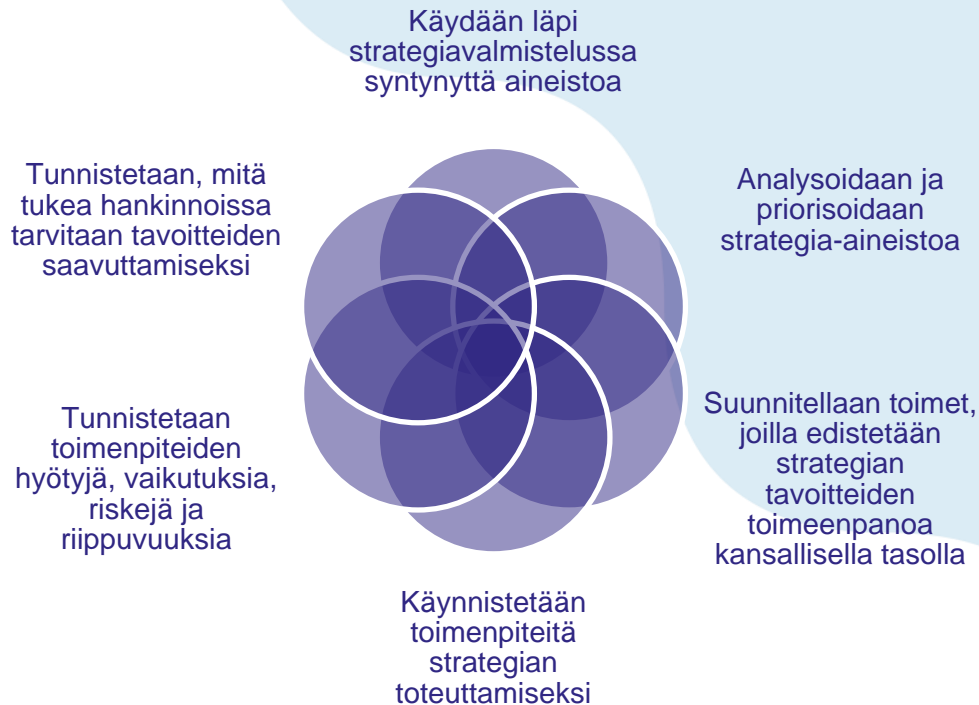 Käydään läpi
strategiavalmistelussa
syntynyttä aineistoa
Analysoidaan ja
priorisoidaan
strategia-aineistoa
Suunnitellaan toimet,
joilla edistetään
strategian
tavoitteiden
toimeenpanoa
kansallisella tasolla
Käynnistetään
toimenpiteitä
strategian
toteuttamiseksi
Tunnistetaan
toimenpiteiden
hyötyjä, vaikutuksia,
riskejä ja
riippuvuuksia
Tunnistetaan, mitä
tukea hankinnoissa
tarvitaan tavoitteiden
saavuttamiseksi